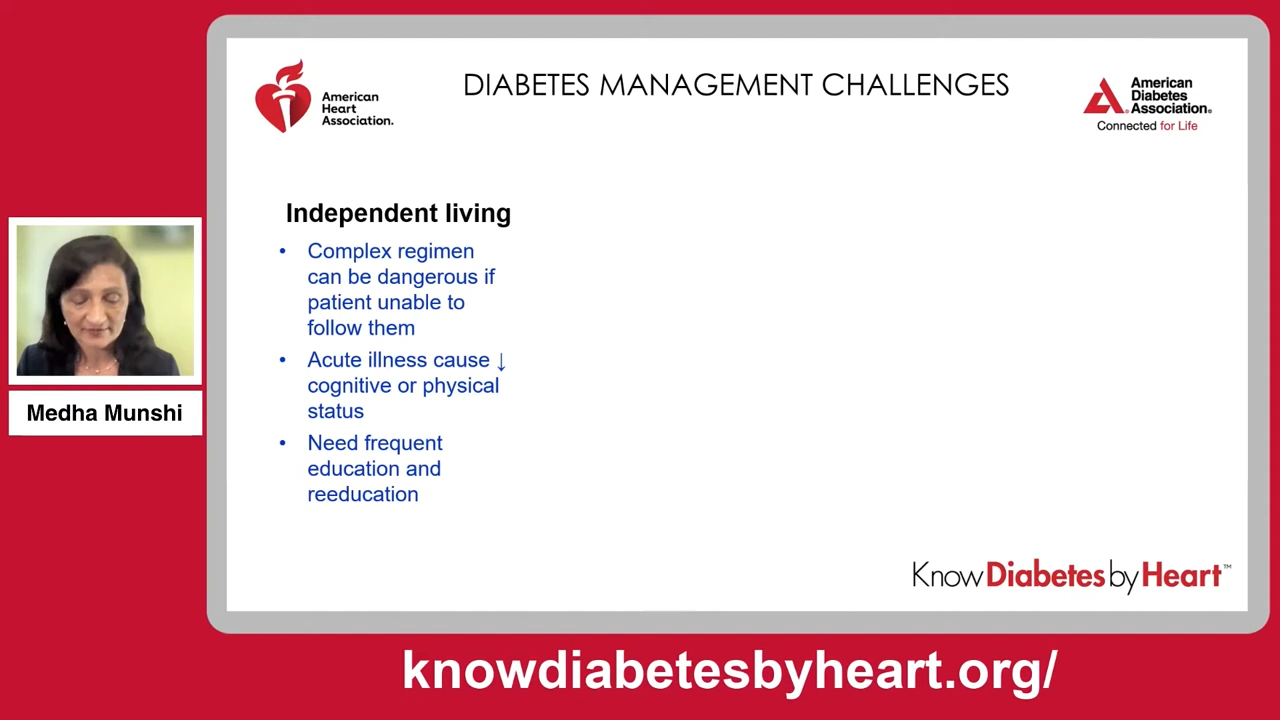 American
Heart
Association.
DIABETES MANAGEMENT CHALLENGES
American
Diabetes
Association®
Connected for Life
Independent living
• Complex regimen
can be dangerous if
patient unable to
follow them
• Acute illness cause ↓
cognitive or physical
status
• Need frequent
education and
reeducation
Medha Munshi
Know Diabetes by Heart™
knowdiabetesbyheart.org/